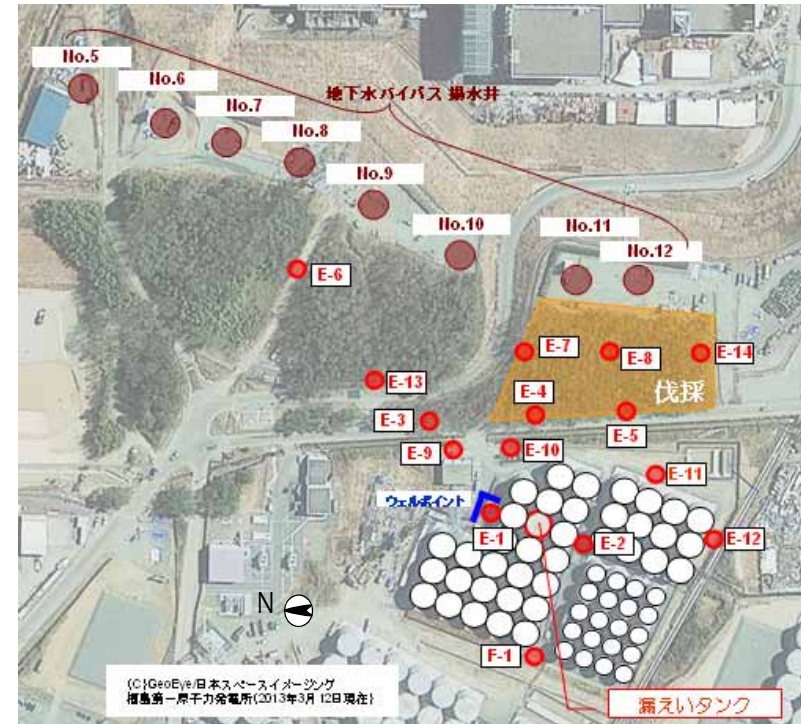 No.5
No.6
No.7
地下水バイパス 揚水井
No.8
No.9
No.10
No.11
No.12
E-6
E-7
E-8
E-14
E-13
伐採
E-4
E-5
E-3
E-9
E-10
E-11
ウェルポイント
E-1
E-2
E-12
N
F-1
(C)GeoEye/日本スペースイメージング
福島第一原子力発電所(2013年3月12日現在)
漏えいタンク